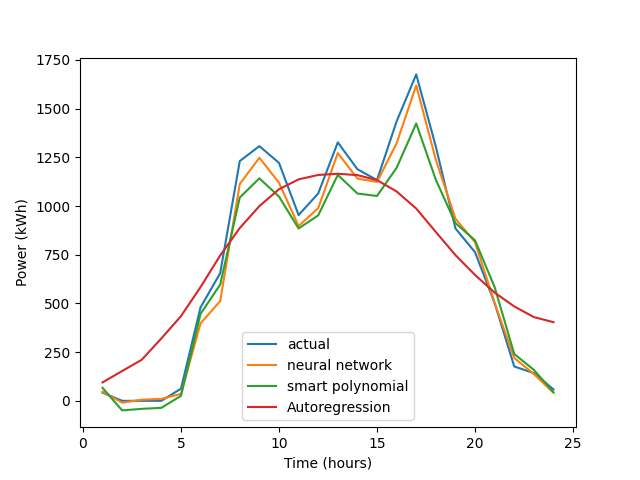 1750
1500
1250
1000
750
500
250
0
Power (kWh)
actual
neural network
smart polynomial
Autoregression
0 5 10 15 20 25
Time (hours)